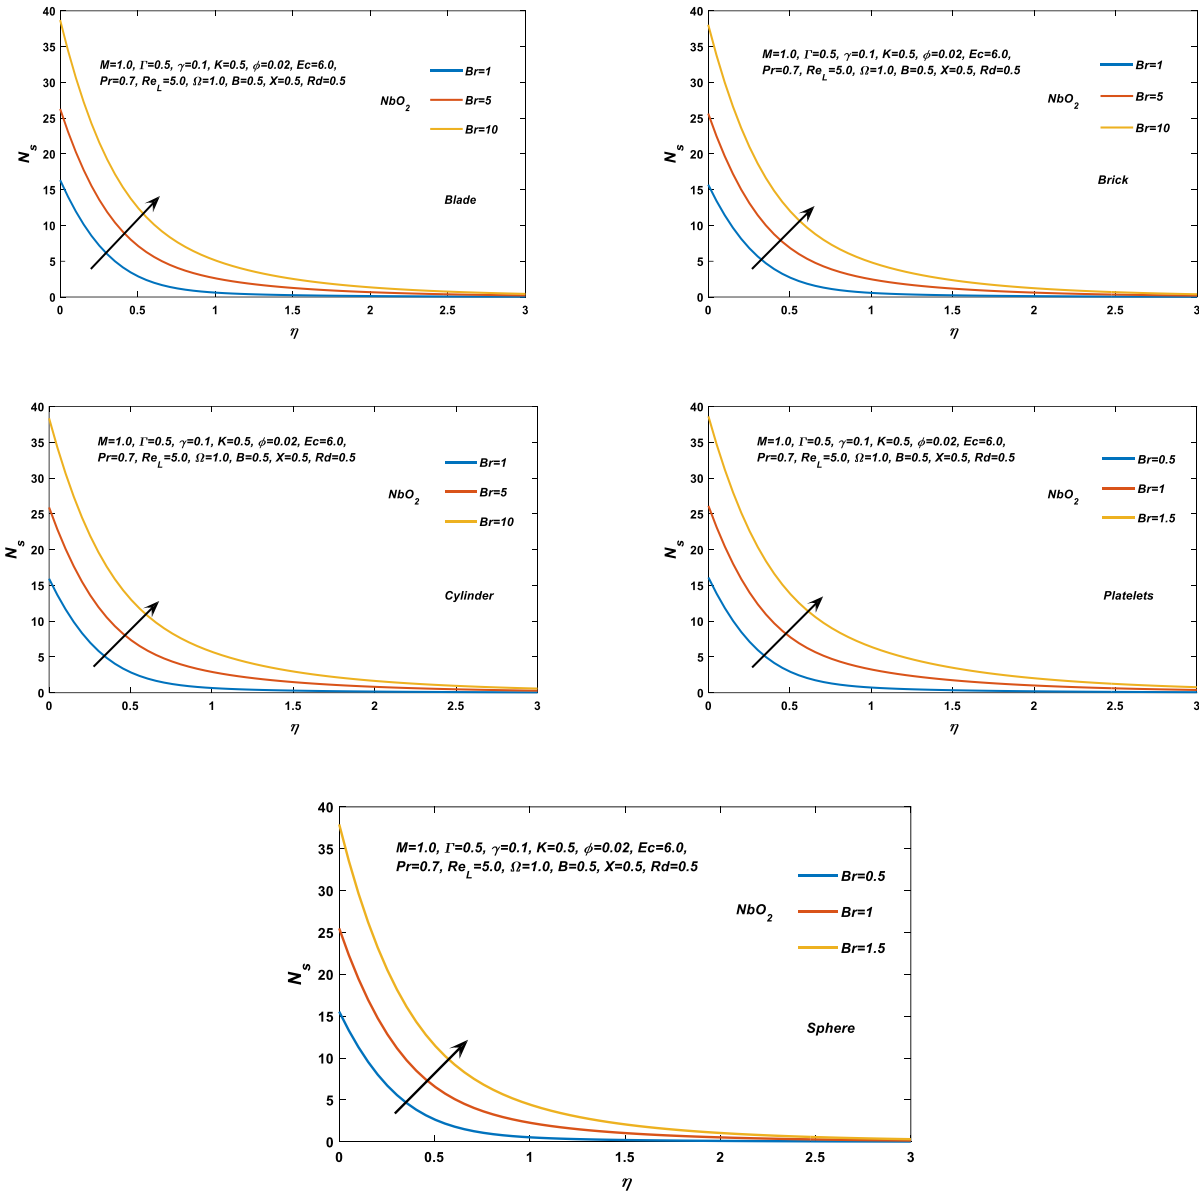 40
35
30
25
20
15
10
5
0
N_s
M=1.0, Γ=0.5, γ=0.1, K=0.5, ϕ=0.02, Ec=6.0,
Pr=0.7, Re_L=5.0, Ω=1.0, B=0.5, X=0.5, Rd=0.5
NbO_2
Br=1
Br=5
Br=10
Blade
0 0.5 1 1.5 2 2.5 3
η
40
35
30
25
20
15
10
5
0
N_s
M=1.0, Γ=0.5, γ=0.1, K=0.5, ϕ=0.02, Ec=6.0,
Pr=0.7, Re_L=5.0, Ω=1.0, B=0.5, X=0.5, Rd=0.5
NbO_2
Br=1
Br=5
Br=10
Brick
0 0.5 1 1.5 2 2.5 3
η
40
35
30
25
20
15
10
5
0
N_s
M=1.0, Γ=0.5, γ=0.1, K=0.5, ϕ=0.02, Ec=6.0,
Pr=0.7, Re_L=5.0, Ω=1.0, B=0.5, X=0.5, Rd=0.5
NbO_2
Br=1
Br=5
Br=10
Cylinder
0 0.5 1 1.5 2 2.5 3
η
40
35
30
25
20
15
10
5
0
N_s
M=1.0, Γ=0.5, γ=0.1, K=0.5, ϕ=0.02, Ec=6.0,
Pr=0.7, Re_L=5.0, Ω=1.0, B=0.5, X=0.5, Rd=0.5
NbO_2
Br=0.5
Br=1
Br=1.5
Platelets
0 0.5 1 1.5 2 2.5 3
η
40
35
30
25
20
15
10
5
0
N_s
M=1.0, Γ=0.5, γ=0.1, K=0.5, ϕ=0.02, Ec=6.0,
Pr=0.7, Re_L=5.0, Ω=1.0, B=0.5, X=0.5, Rd=0.5
NbO_2
Br=0.5
Br=1
Br=1.5
Sphere
0 0.5 1 1.5 2 2.5 3
η